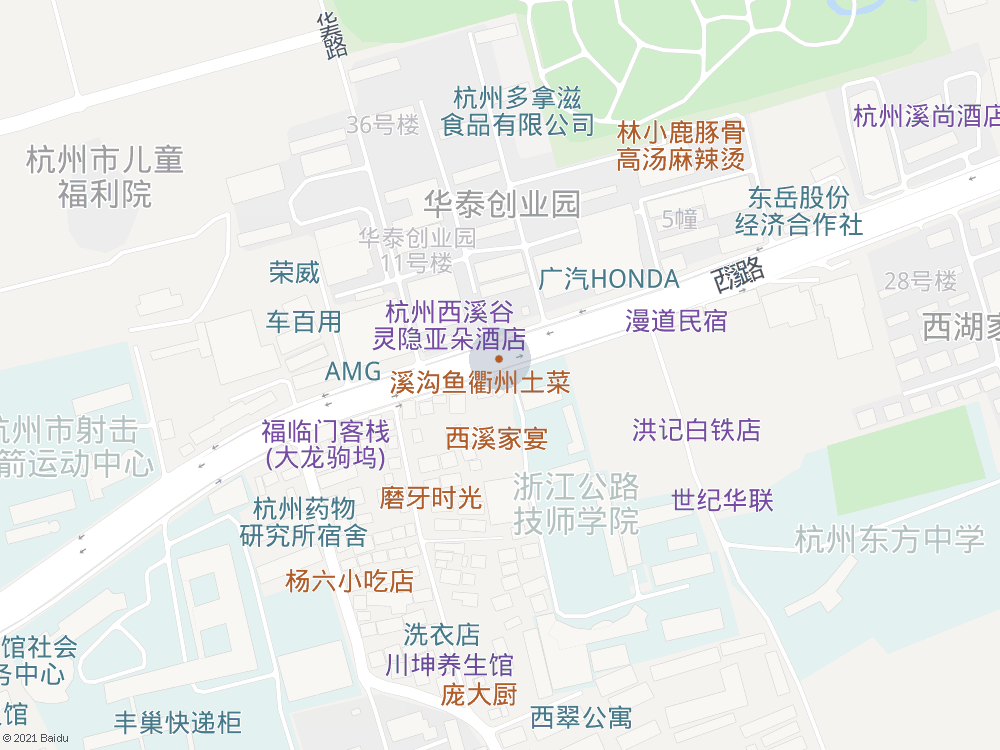 华泰路
杭州多拿滋
食品有限公司
36号楼
林小鹿豚骨
高汤麻辣烫
杭州溪尚酒店
杭州市儿童
福利院
华泰创业园
5幢
东岳股份
经济合作社
华泰创业园
11号楼
荣威
广汽HONDA
西溪路
28号楼
车百用
杭州西溪谷
灵隐亚朵酒店
漫道民宿
西湖家
AMG
溪沟鱼衢州土菜
杭州市射击
箭运动中心
福临门客栈
(大龙驹坞)
西溪家宴
洪记白铁店
磨牙时光
浙江公路
技师学院
世纪华联
杭州药物
研究所宿舍
杭州东方中学
杨六小吃店
洗衣店
馆社会
务中心
川坤养生馆
庞大厨
馆
丰巢快递柜
西翠公寓
© 2021 Baidu